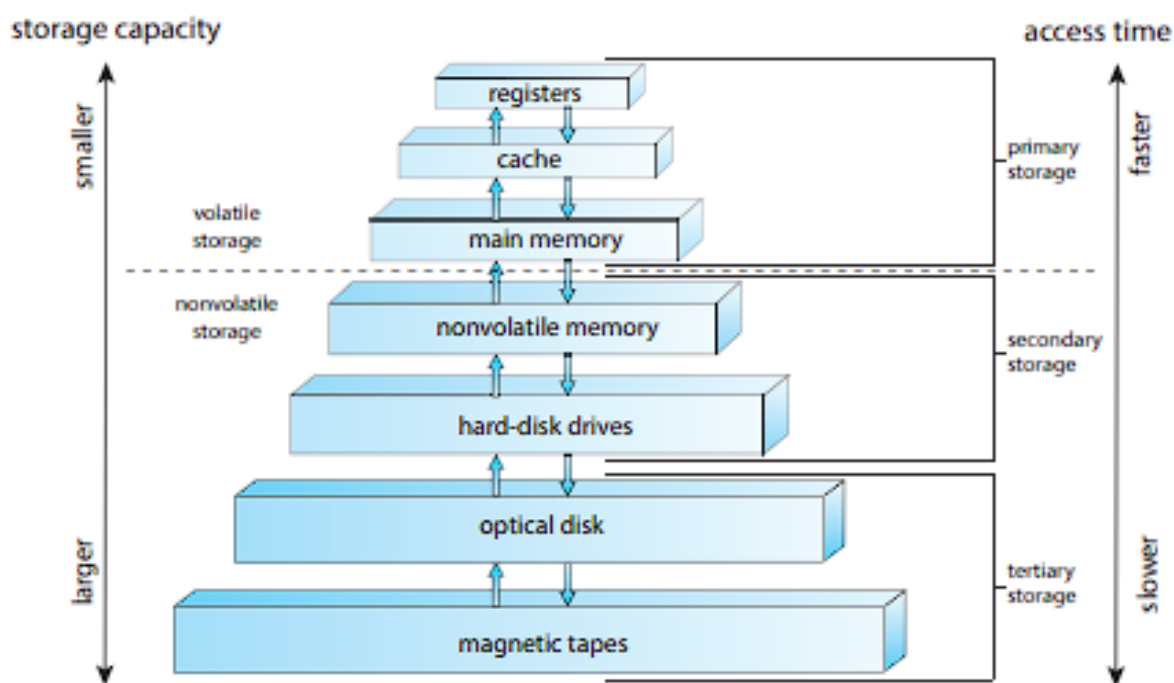 storage capacity
access time
smaller
larger
volatile
storage
nonvolatile
storage
registers
cache
main memory
nonvolatile memory
hard-disk drives
optical disk
magnetic tapes
primary
storage
secondary
storage
tertiary
storage
faster
slower